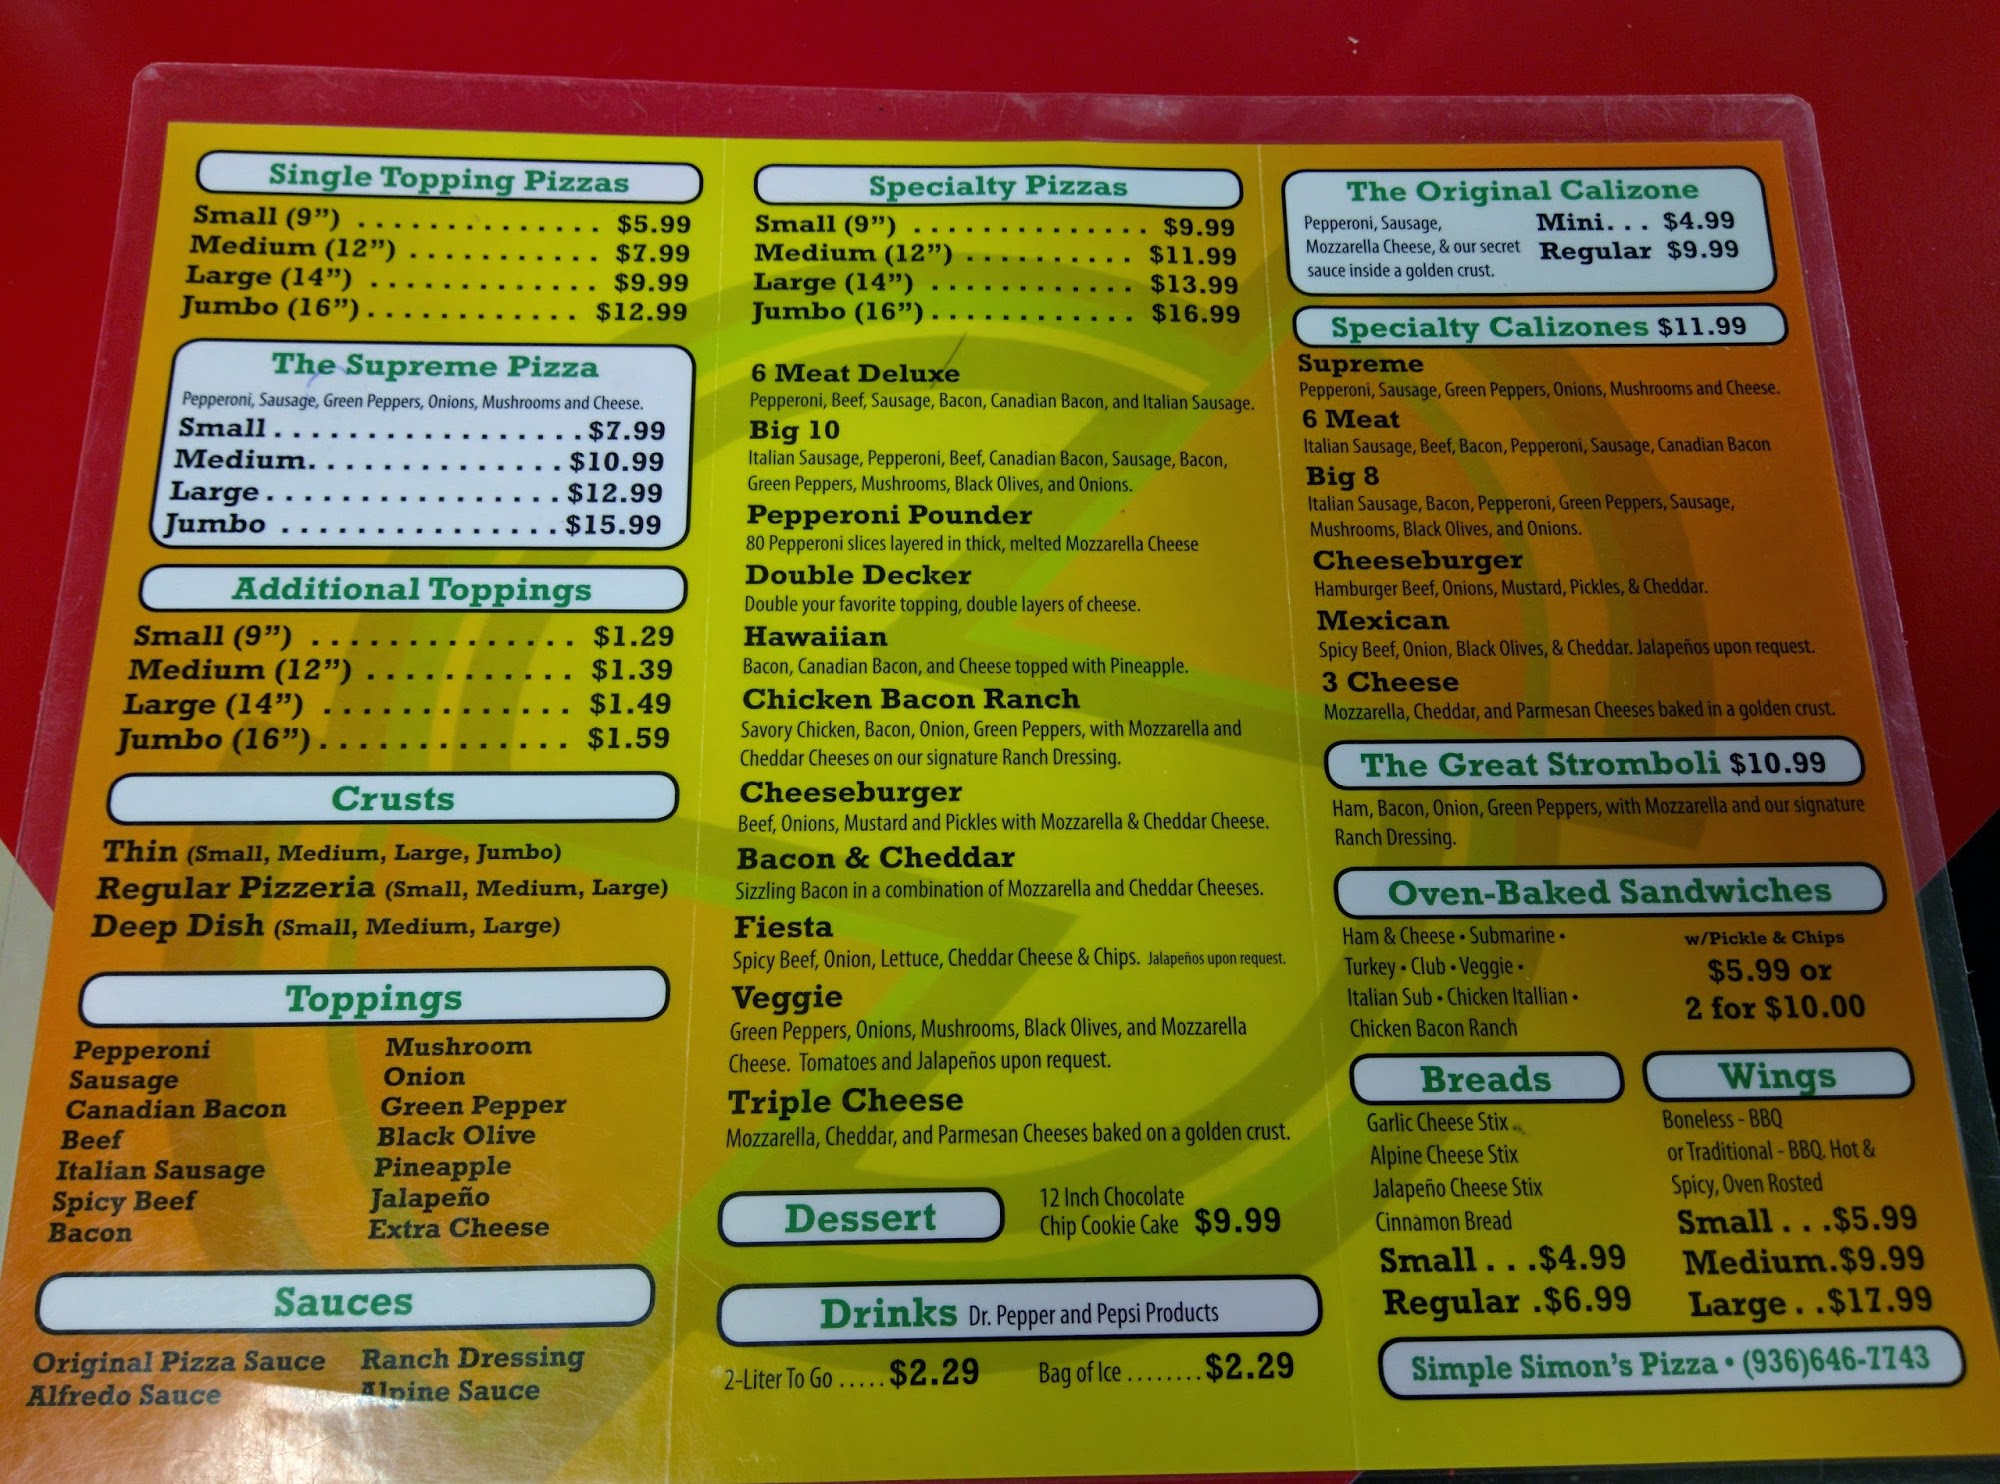 Single Topping Pizzas
Small (9") . . . . . . . . . . . . . $5.99
Medium (12") . . . . . . . . . . . $7.99
Large (14") . . . . . . . . . . . . . $9.99
Jumbo (16") . . . . . . . . . . . . $12.99
The Supreme Pizza
Pepperoni, Sausage, Green Peppers, Onions, Mushrooms and Cheese.
Small . . . . . . . . . . . . . . . . . $7.99
Medium. . . . . . . . . . . . . . $10.99
Large . . . . . . . . . . . . . . . . $12.99
Jumbo . . . . . . . . . . . . . . . $15.99
Additional Toppings
Small (9") . . . . . . . . . . . . . $1.29
Medium (12") . . . . . . . . . . $1.39
Large (14") . . . . . . . . . . . . $1.49
Jumbo (16") . . . . . . . . . . . . $1.59
Crusts
Thin (Small, Medium, Large, Jumbo)
Regular Pizzeria (Small, Medium, Large)
Deep Dish (Small, Medium, Large)
Toppings
Pepperoni
Sausage
Canadian Bacon
Beef
Italian Sausage
Spicy Beef
Bacon
Mushroom
Onion
Green Pepper
Black Olive
Pineapple
Jalapeño
Extra Cheese
Sauces
Original Pizza Sauce
Alfredo Sauce
Ranch Dressing
Alpine Sauce
Specialty Pizzas
Small (9") . . . . . . . . . . . . . $9.99
Medium (12") . . . . . . . . . . $11.99
Large (14") . . . . . . . . . . . . $13.99
Jumbo (16") . . . . . . . . . . . . $16.99
6 Meat Deluxe
Pepperoni, Beef, Sausage, Bacon, Canadian Bacon, and Italian Sausage.
Big 10
Italian Sausage, Pepperoni, Beef, Canadian Bacon, Sausage, Bacon,
Green Peppers, Mushrooms, Black Olives, and Onions.
Pepperoni Pounder
80 Pepperoni slices layered in thick, melted Mozzarella Cheese
Double Decker
Double your favorite topping, double layers of cheese.
Hawaiian
Bacon, Canadian Bacon, and Cheese topped with Pineapple.
Chicken Bacon Ranch
Savory Chicken, Bacon, Onion, Green Peppers, with Mozzarella and
Cheddar Cheeses on our signature Ranch Dressing.
Cheeseburger
Beef, Onions, Mustard and Pickles with Mozzarella & Cheddar Cheese.
Bacon & Cheddar
Sizzling Bacon in a combination of Mozzarella and Cheddar Cheeses.
Fiesta
Spicy Beef, Onion, Lettuce, Cheddar Cheese & Chips. Jalapeños upon request.
Veggie
Green Peppers, Onions, Mushrooms, Black Olives, and Mozzarella
Cheese. Tomatoes and Jalapeños upon request.
Triple Cheese
Mozzarella, Cheddar, and Parmesan Cheeses baked on a golden crust.
Dessert
12 Inch Chocolate
Chip Cookie Cake $9.99
Drinks Dr. Pepper and Pepsi Products
2-Liter To Go ..... $2.29
Bag of Ice ........ $2.29
The Original Calizone
Pepperoni, Sausage,
Mozzarella Cheese, & our secret
sauce inside a golden crust.
Mini. . . $4.99
Regular $9.99
Specialty Calizones $11.99
Supreme
Pepperoni, Sausage, Green Peppers, Onions, Mushrooms and Cheese.
6 Meat
Italian Sausage, Beef, Bacon, Pepperoni, Sausage, Canadian Bacon
Big 8
Italian Sausage, Bacon, Pepperoni, Green Peppers, Sausage,
Mushrooms, Black Olives, and Onions.
Cheeseburger
Hamburger Beef, Onions, Mustard, Pickles, & Cheddar.
Mexican
Spicy Beef, Onion, Black Olives, & Cheddar. Jalapeños upon request.
3 Cheese
Mozzarella, Cheddar, and Parmesan Cheeses baked in a golden crust.
The Great Stromboli $10.99
Ham, Bacon, Onion, Green Peppers, with Mozzarella and our signature
Ranch Dressing.
Oven-Baked Sandwiches
Ham & Cheese • Submarine •
Turkey • Club • Veggie •
Italian Sub • Chicken Itallian •
Chicken Bacon Ranch
w/Pickle & Chips
$5.99 or
2 for $10.00
Breads
Garlic Cheese Stix
Alpine Cheese Stix
Jalapeño Cheese Stix
Cinnamon Bread
Small . . .$4.99
Regular .$6.99
Wings
Boneless - BBQ
or Traditional - BBQ. Hot &
Spicy, Oven Rosted
Small . . .$5.99
Medium.$9.99
Large . .$17.99
Simple Simon's Pizza • (936)646-7743